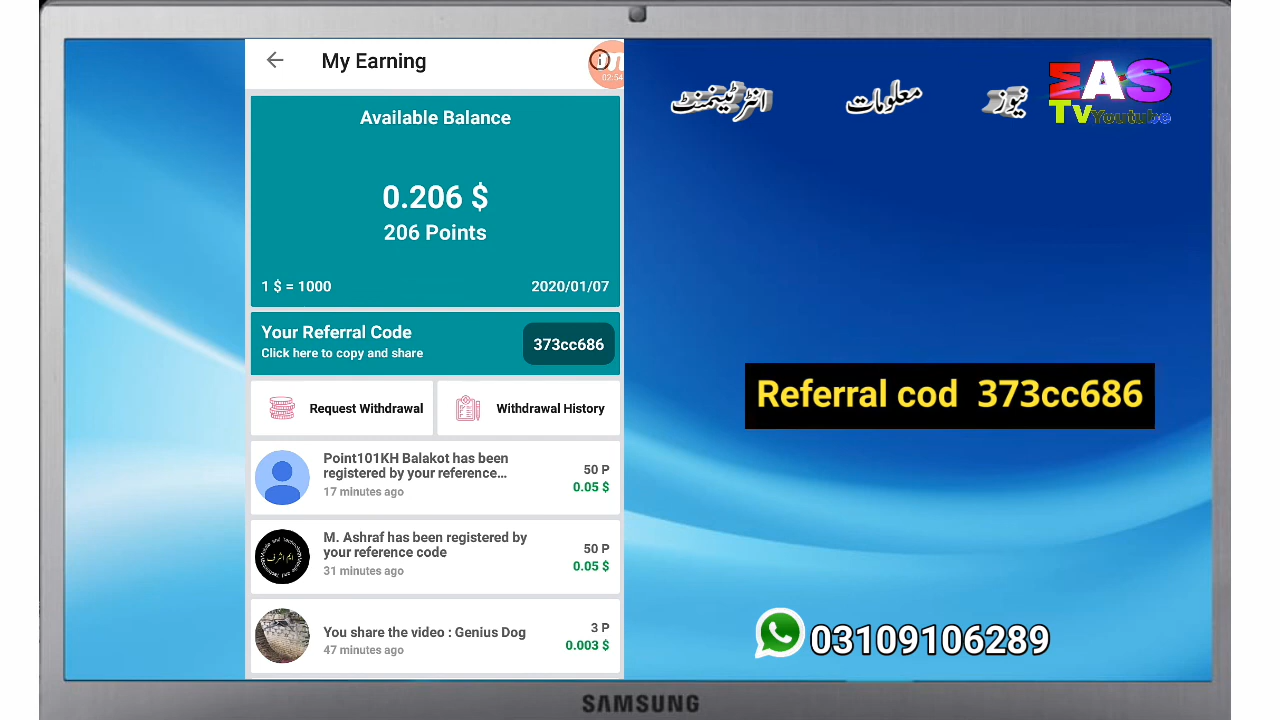 My Earning
02:54
Available Balance
0.206 $
206 Points
1 $ = 1000
2020/01/07
Your Referral Code
Click here to copy and share
373cc686
Request Withdrawal
Withdrawal History
Point101KH Balakot has been
registered by your reference...
17 minutes ago
50 P
0.05 $
M. Ashraf has been registered by
your reference code
31 minutes ago
50 P
0.05 $
ایم اشرف
You share the video : Genius Dog
47 minutes ago
3 P
0.003 $
نیوز
معلومات
انٹرٹینمنٹ
TV Youtube
Referral cod 373cc686
03109106289
SAMSUNG